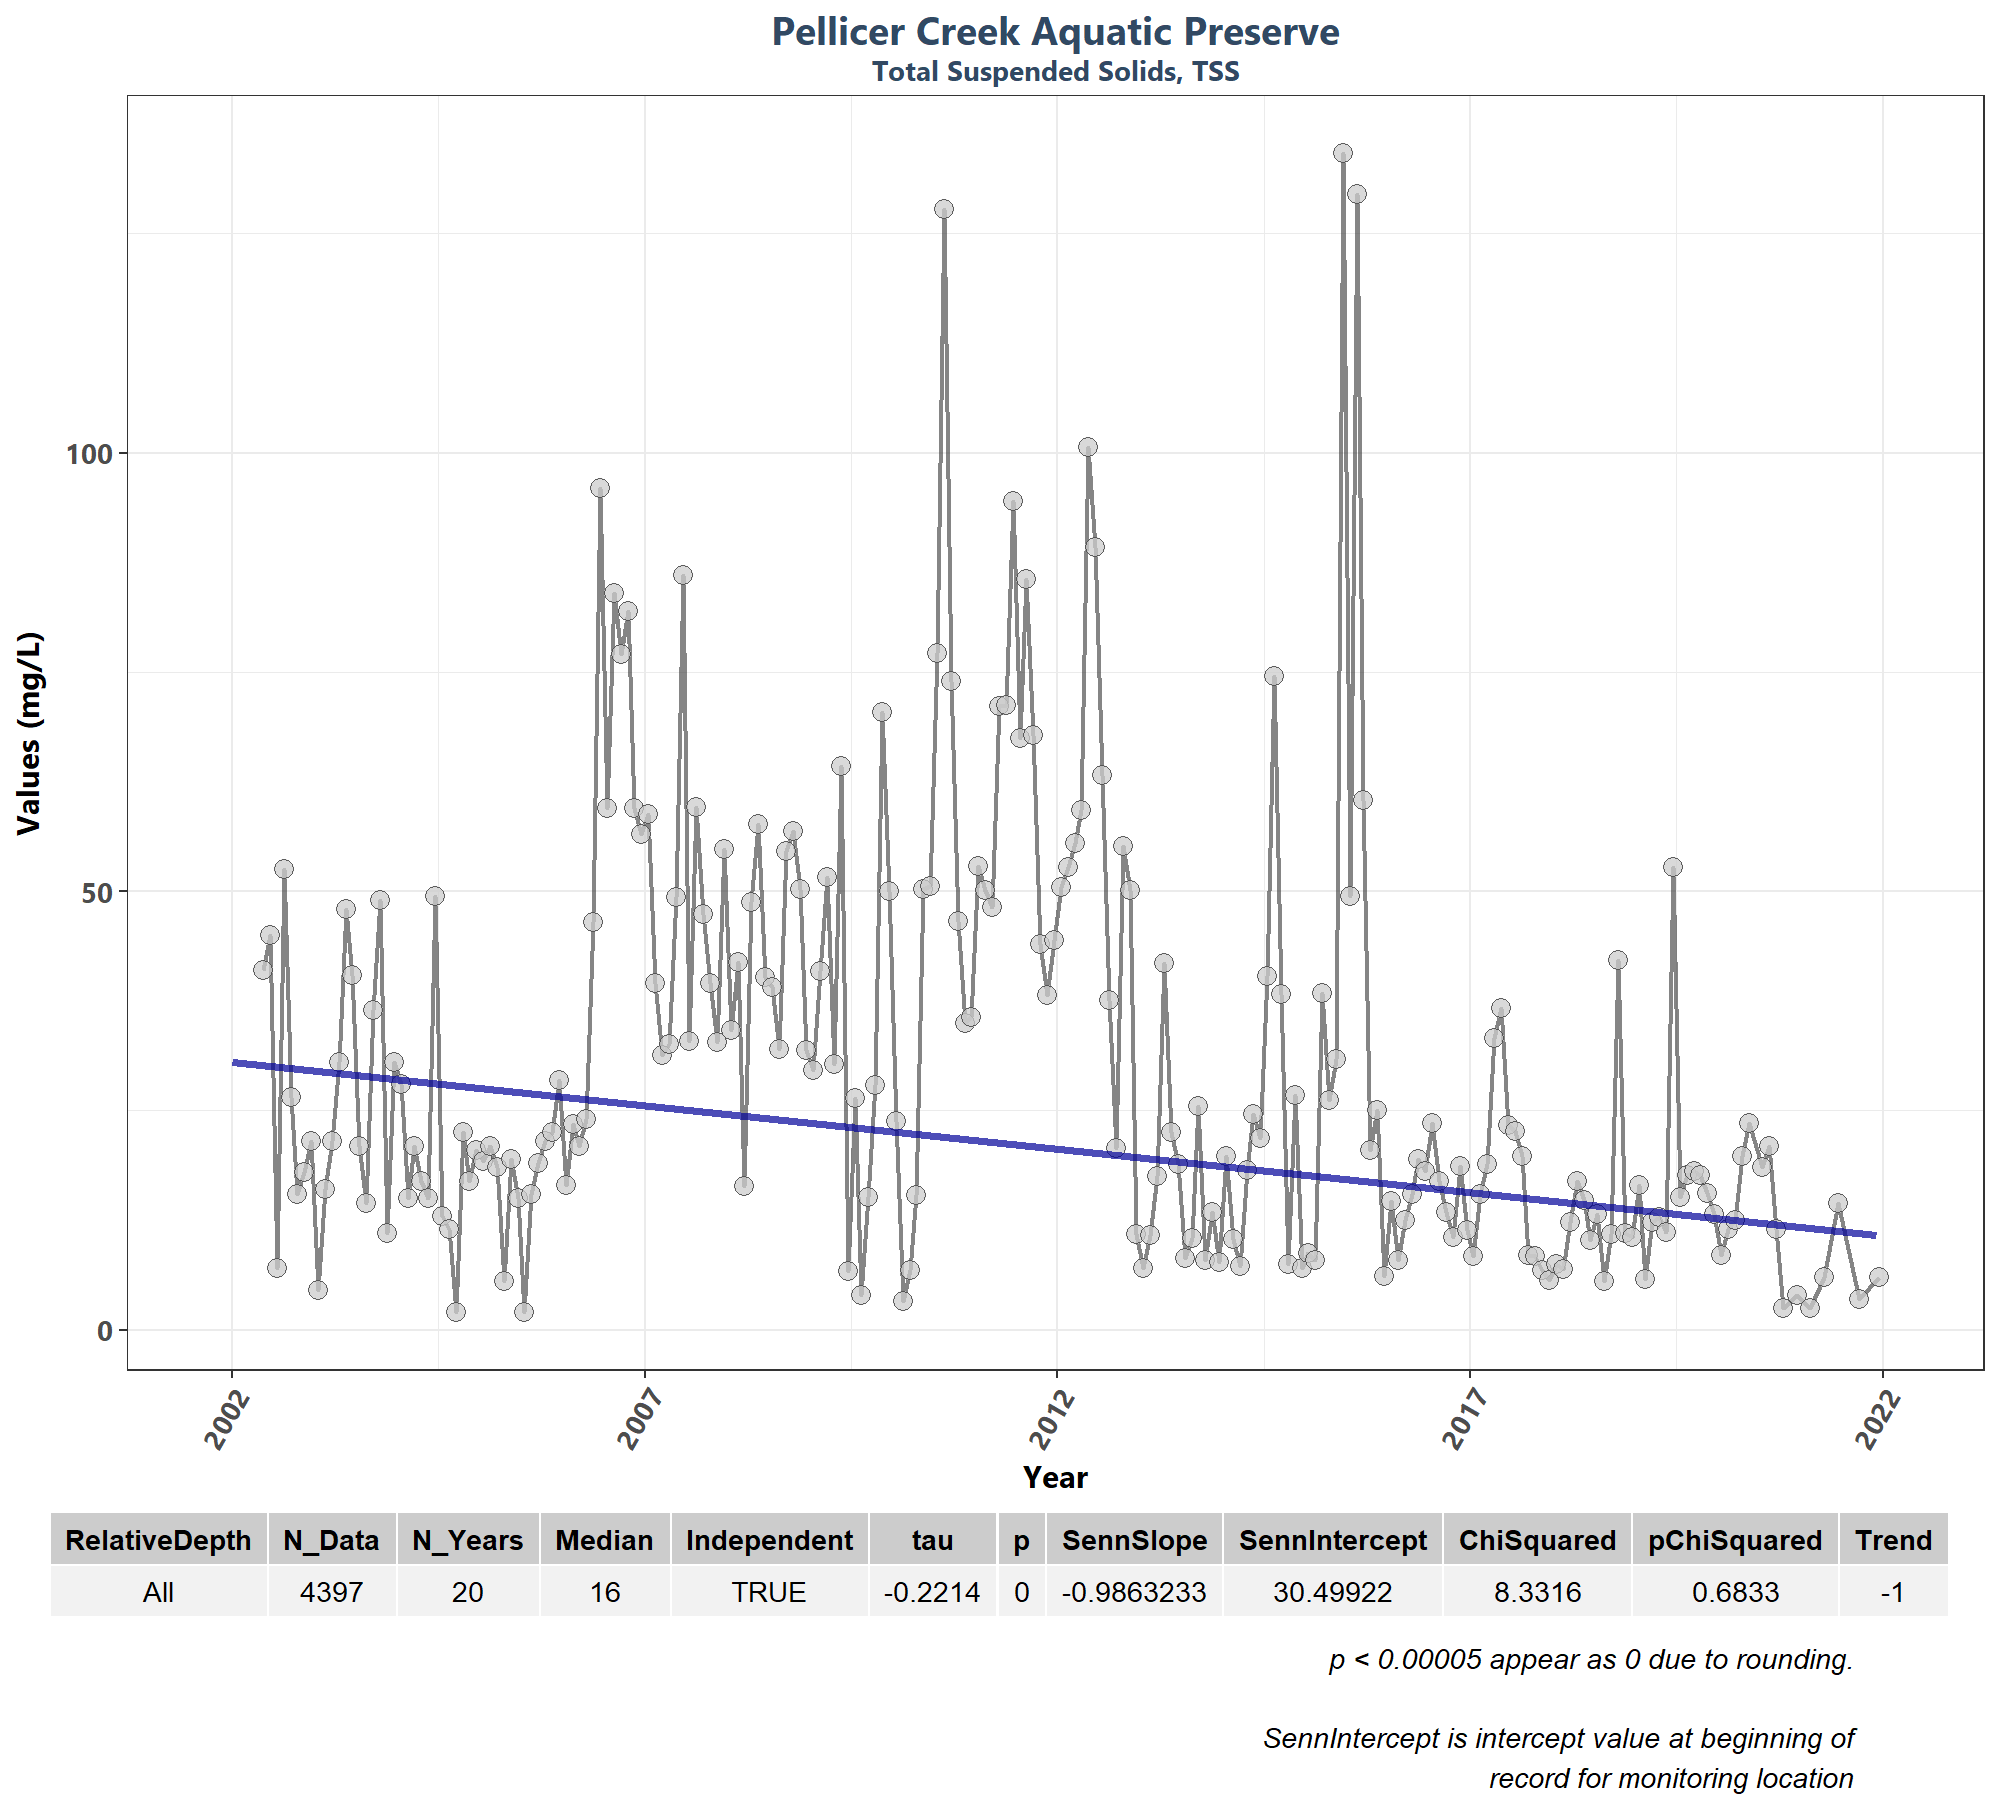 Pellicer Creek Aquatic Preserve
Total Suspended Solids, TSS
Values (mg/L)
100
50
0
2002 2007 2012 2017 2022
Year
RelativeDepth N_Data N_Years Median Independent tau p SennSlope SennIntercept ChiSquared pChiSquared Trend
All 4397 20 16 TRUE -0.2214 0 -0.9863233 30.49922 8.3316 0.6833 -1
p < 0.00005 appear as 0 due to rounding.
SennIntercept is intercept value at beginning of
record for monitoring location